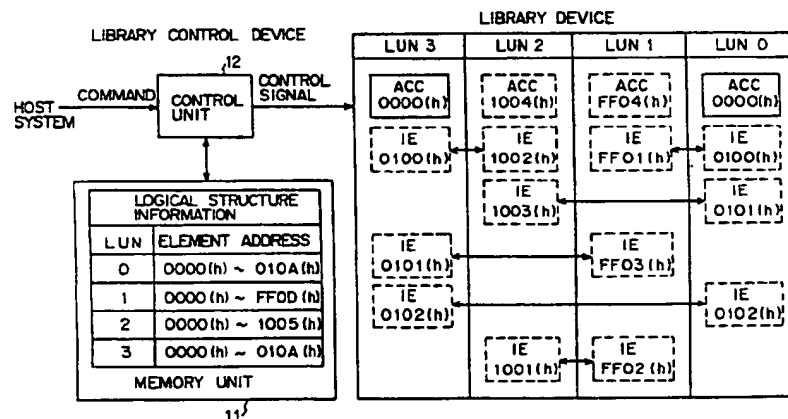 LIBRARY CONTROL DEVICE
12
HOST SYSTEM
COMMAND
CONTROL UNIT
CONTROL SIGNAL
LOGICAL STRUCTURE INFORMATION
LUN ELEMENT ADDRESS
0 0000(h) ~ 010A(h)
1 0000(h) ~ FF0D(h)
2 0000(h) ~ 1005(h)
3 0000(h) ~ 010A(h)
MEMORY UNIT
11
LIBRARY DEVICE
LUN 3 LUN 2 LUN 1 LUN 0
ACC 0000(h) ACC 1004(h) ACC FF04(h) ACC 0000(h)
IE 0100(h) IE 1002(h) IE FF01(h) IE 0100(h)
IE 1003(h) IE 0101(h)
IE 0101(h) IE FF03(h)
IE 0102(h) IE 0102(h)
IE 1001(h) IE FF02(h)